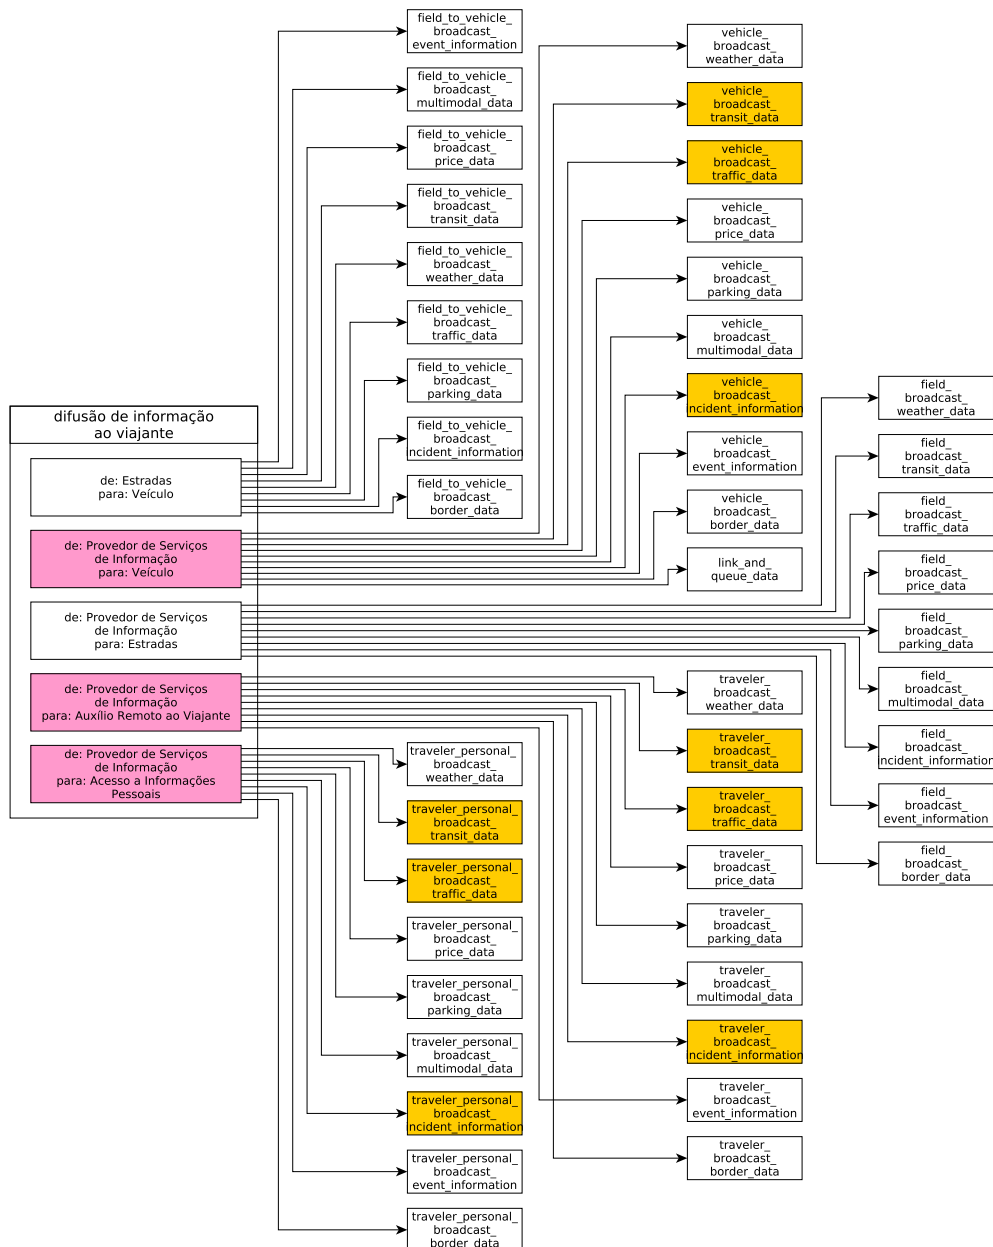 difusão de informação
ao viajante
de: Estradas
para: Veículo
de: Provedor de Serviços
de Informação
para: Veículo
de: Provedor de Serviços
de Informação
para: Estradas
de: Provedor de Serviços
de Informação
para: Auxílio Remoto ao Viajante
de: Provedor de Serviços
de Informação
para: Acesso a Informações
Pessoais
field_to_vehicle_
broadcast_
event_information
field_to_vehicle_
broadcast_
multimodal_data
field_to_vehicle_
broadcast_
price_data
field_to_vehicle_
broadcast_
transit_data
field_to_vehicle_
broadcast_
weather_data
field_to_vehicle_
broadcast_
traffic_data
field_to_vehicle_
broadcast_
parking_data
field_to_vehicle_
broadcast_
incident_information
field_to_vehicle_
broadcast_
border_data
traveler_personal_
broadcast_
weather_data
traveler_personal_
broadcast_
transit_data
traveler_personal_
broadcast_
traffic_data
traveler_personal_
broadcast_
price_data
traveler_personal_
broadcast_
parking_data
traveler_personal_
broadcast_
multimodal_data
traveler_personal_
broadcast_
incident_information
traveler_personal_
broadcast_
event_information
traveler_personal_
broadcast_
border_data
vehicle_
broadcast_
weather_data
vehicle_
broadcast_
transit_data
vehicle_
broadcast_
traffic_data
vehicle_
broadcast_
price_data
vehicle_
broadcast_
parking_data
vehicle_
broadcast_
multimodal_data
vehicle_
broadcast_
incident_information
vehicle_
broadcast_
event_information
vehicle_
broadcast_
border_data
link_and_
queue_data
traveler_
broadcast_
weather_data
traveler_
broadcast_
transit_data
traveler_
broadcast_
traffic_data
traveler_
broadcast_
price_data
traveler_
broadcast_
parking_data
traveler_
broadcast_
multimodal_data
traveler_
broadcast_
incident_information
traveler_
broadcast_
event_information
traveler_
broadcast_
border_data
field_
broadcast_
weather_data
field_
broadcast_
transit_data
field_
broadcast_
traffic_data
field_
broadcast_
price_data
field_
broadcast_
parking_data
field_
broadcast_
multimodal_data
field_
broadcast_
incident_information
field_
broadcast_
event_information
field_
broadcast_
border_data